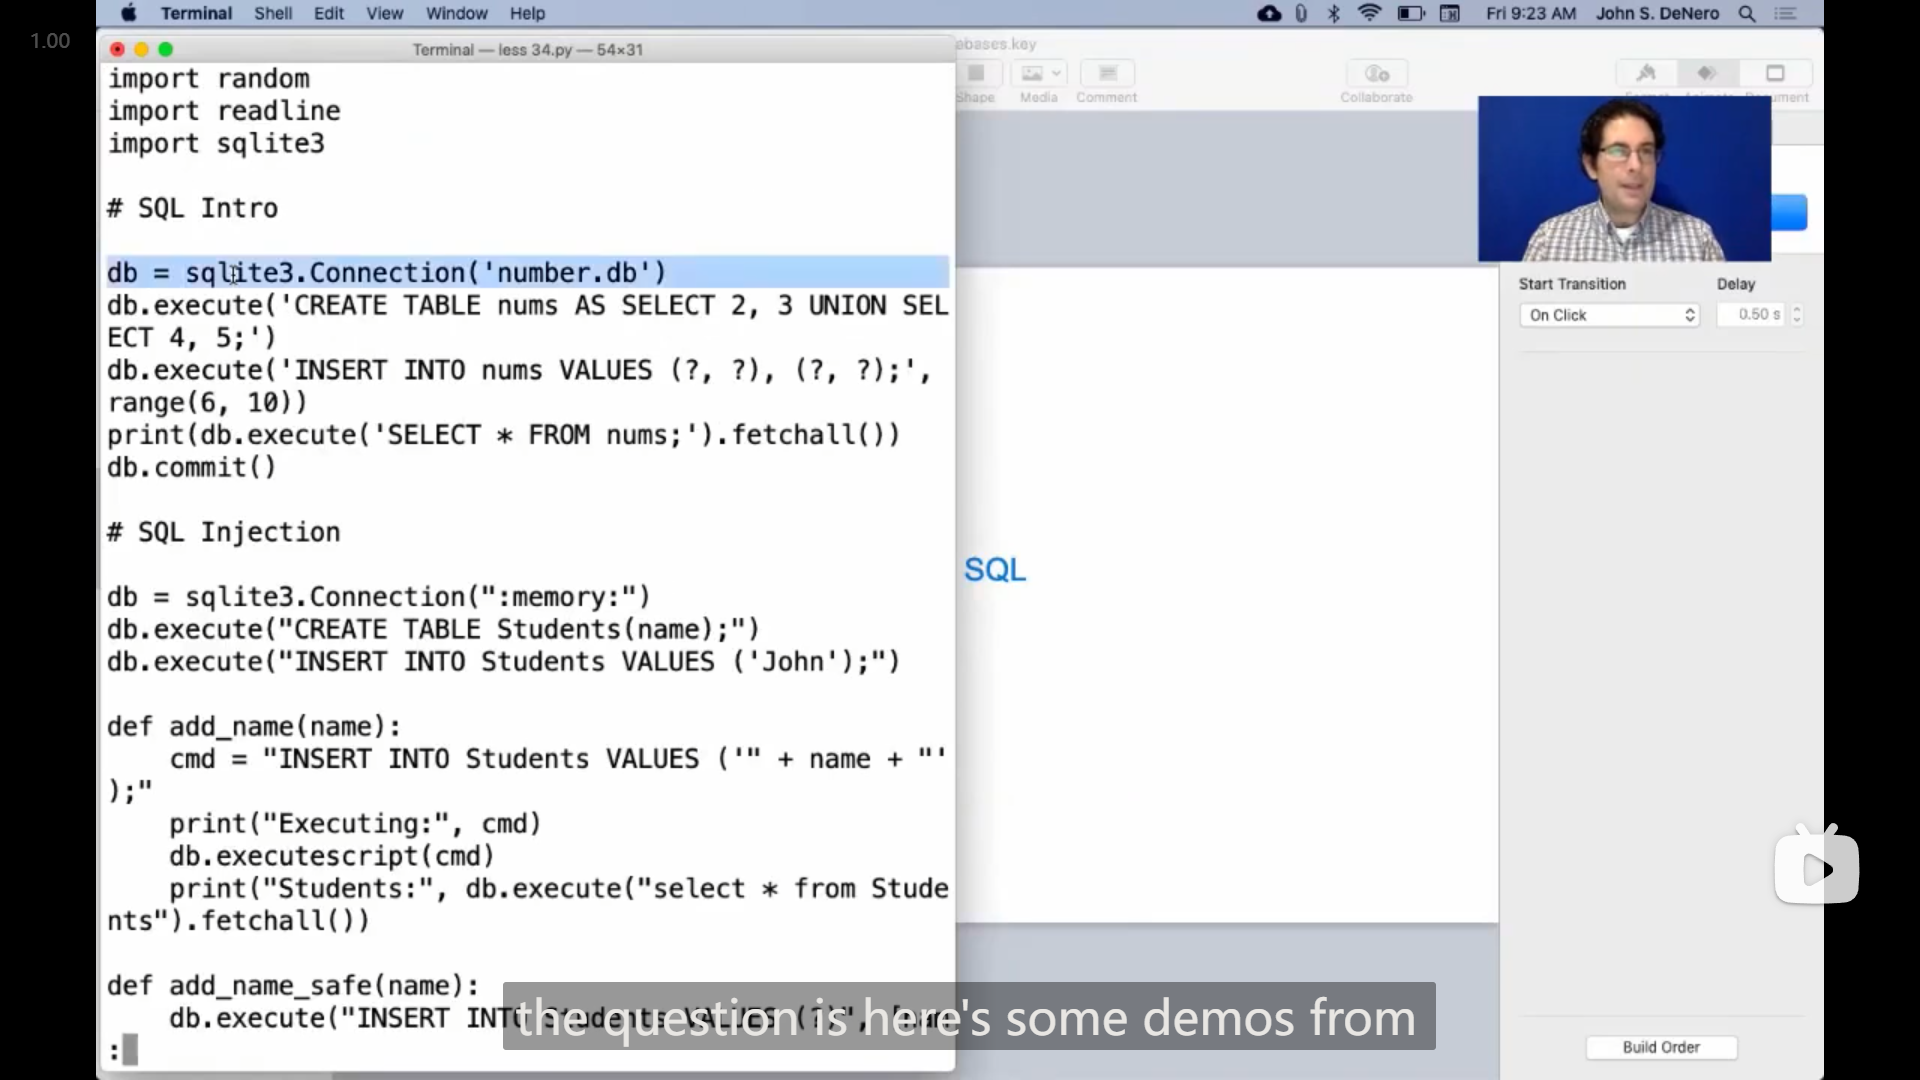 Terminal Shell Edit View Window Help
Fri 9:23 AM John S. DeNero
1.00
Terminal — less 34.py — 54×31
abases.key
Shape Media Comment Collaborate
import random
import readline
import sqlite3
# SQL Intro
db = sqlite3.Connection('number.db')
db.execute('CREATE TABLE nums AS SELECT 2, 3 UNION SEL
ECT 4, 5;')
db.execute('INSERT INTO nums VALUES (?, ?), (?, ?);',
range(6, 10))
print(db.execute('SELECT * FROM nums;').fetchall())
db.commit()
# SQL Injection
db = sqlite3.Connection(":memory:")
db.execute("CREATE TABLE Students(name);")
db.execute("INSERT INTO Students VALUES ('John');")
def add_name(name):
cmd = "INSERT INTO Students VALUES ('" + name + "'
);"
print("Executing:", cmd)
db.executescript(cmd)
print("Students:", db.execute("select * from Stude
nts").fetchall())
def add_name_safe(name):
db.execute("INSERT INTO Students VALUES (?)",
:
SQL
Start Transition Delay
On Click 0.50 s
Build Order
the question is here's some demos from